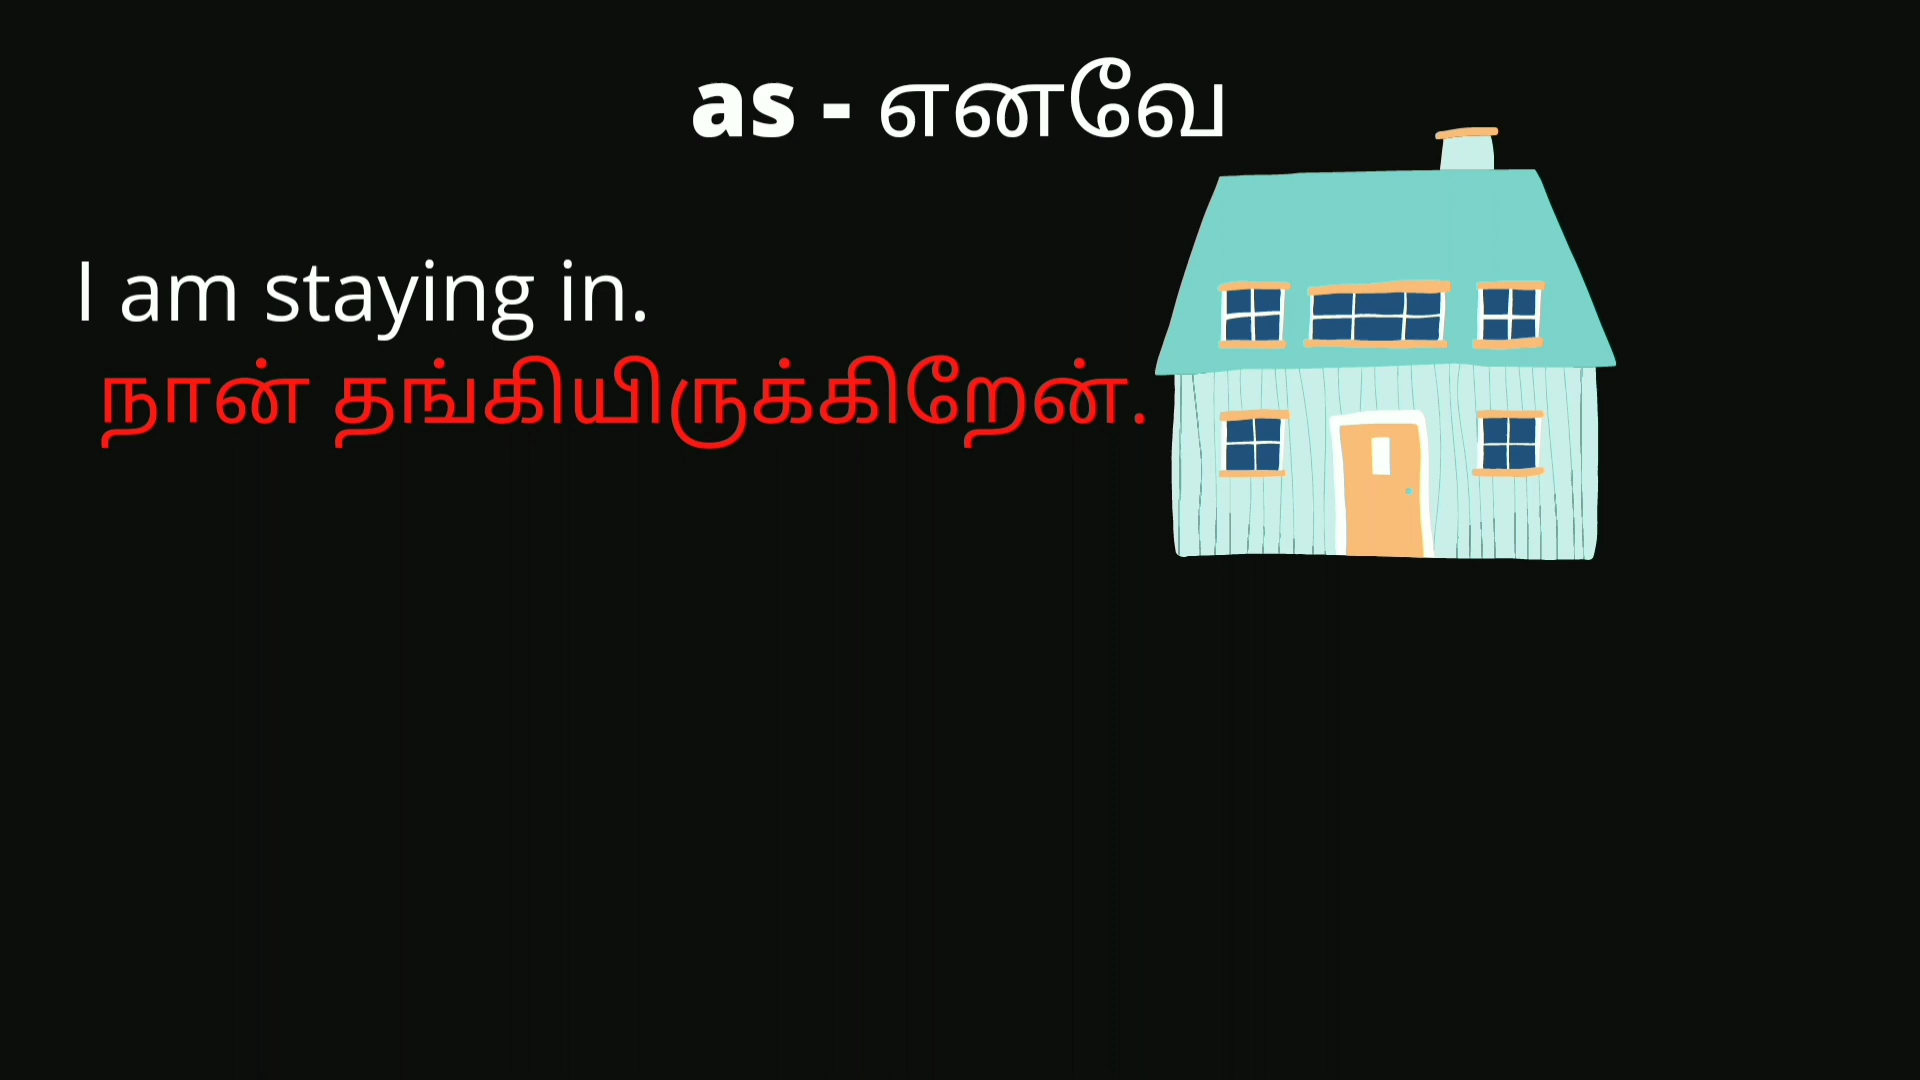 as - எனவே
I am staying in.
நான் தங்கியிருக்கிறேன்.